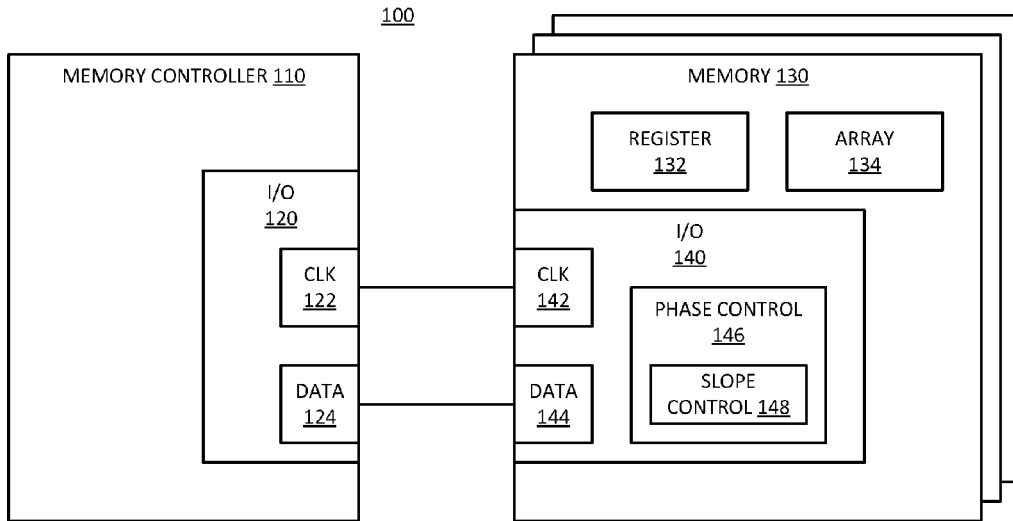 100
MEMORY CONTROLLER 110
MEMORY 130
REGISTER
132
ARRAY
134
I/O
120
I/O
140
CLK
122
CLK
142
PHASE CONTROL
146
DATA
124
DATA
144
SLOPE
CONTROL 148